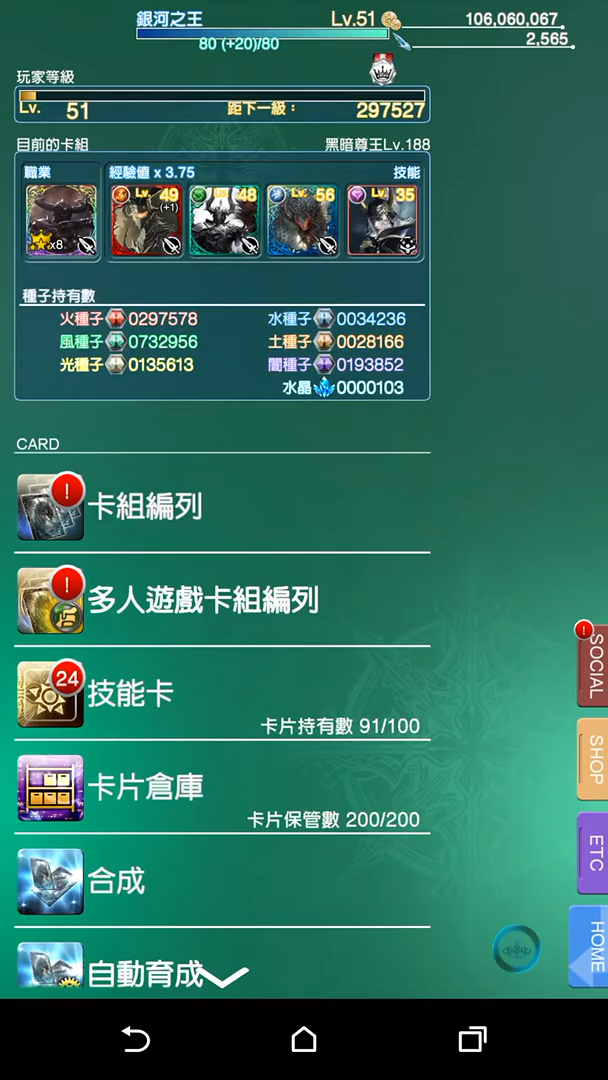 銀河之王 Lv.51 106,060,067
80 (+20)/80 2,565
玩家等級
Lv. 51 距下一級： 297527
目前的卡組 黑暗尊王Lv.188
職業 經驗值 x 3.75 技能
x8 Lv. 49 (+1) Lv. 48 Lv. 56 Lv. 35
種子持有數
火種子 0297578 水種子 0034236
風種子 0732956 土種子 0028166
光種子 0135613 闇種子 0193852
水晶 0000103
CARD
! 卡組編列
! 多人遊戲卡組編列
24 技能卡
卡片持有數 91/100
卡片倉庫
卡片保管數 200/200
合成
自動育成
! SOCIAL
SHOP
ETC
HOME